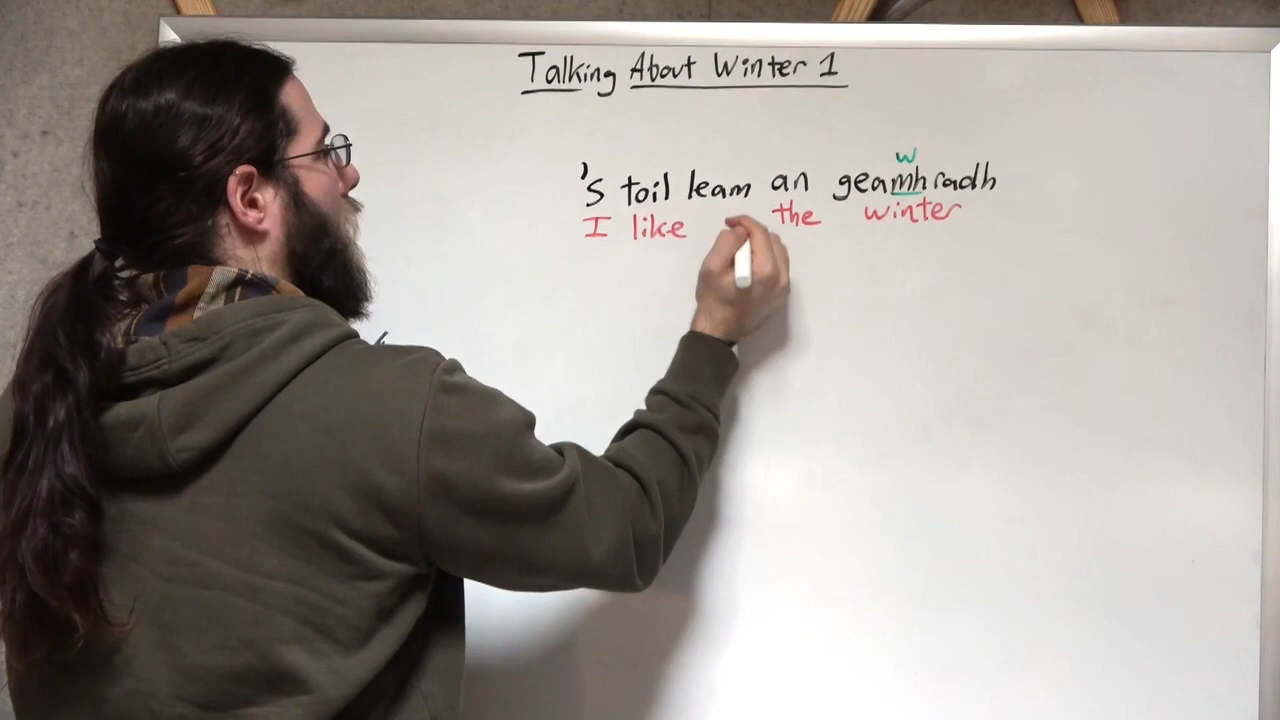 Talking About Winter 1
w
's toil leam an geamhradh
I like the winter